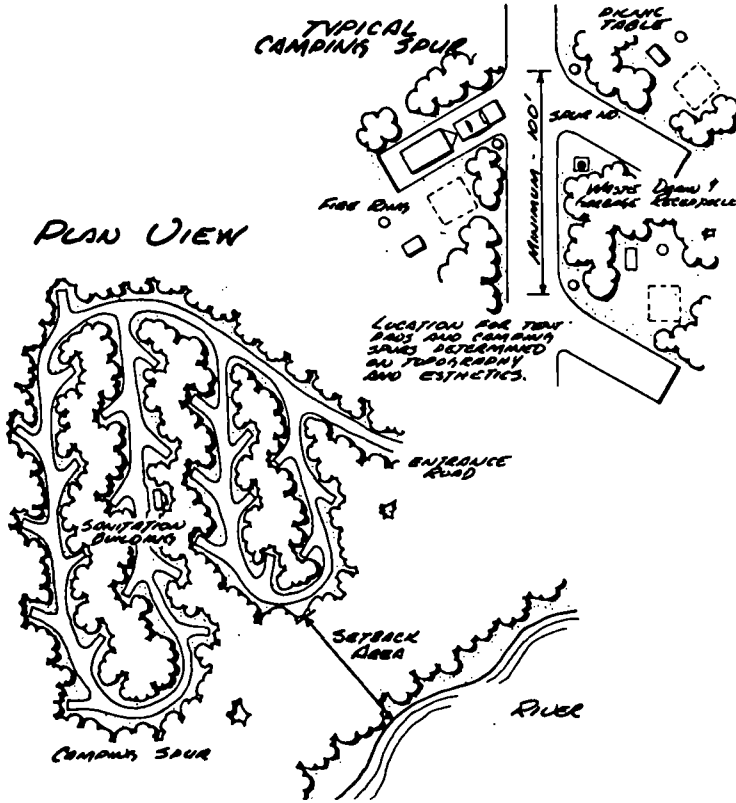 TYPICAL
CAMPING SPUR
PICNIC
TABLE
SPUR NO.
MINIMUM - 100'
FIRE RING
WASTE DRAIN &
GARBAGE RECEPTACLE
PLAN VIEW
LOCATION FOR TENT
PADS AND CAMPING
SPURS DETERMINED
ON TOPOGRAPHY
AND ESTHETICS.
ENTRANCE
ROAD
SANITATION
BUILDING
SETBACK
AREA
RIVER
CAMPING SPUR